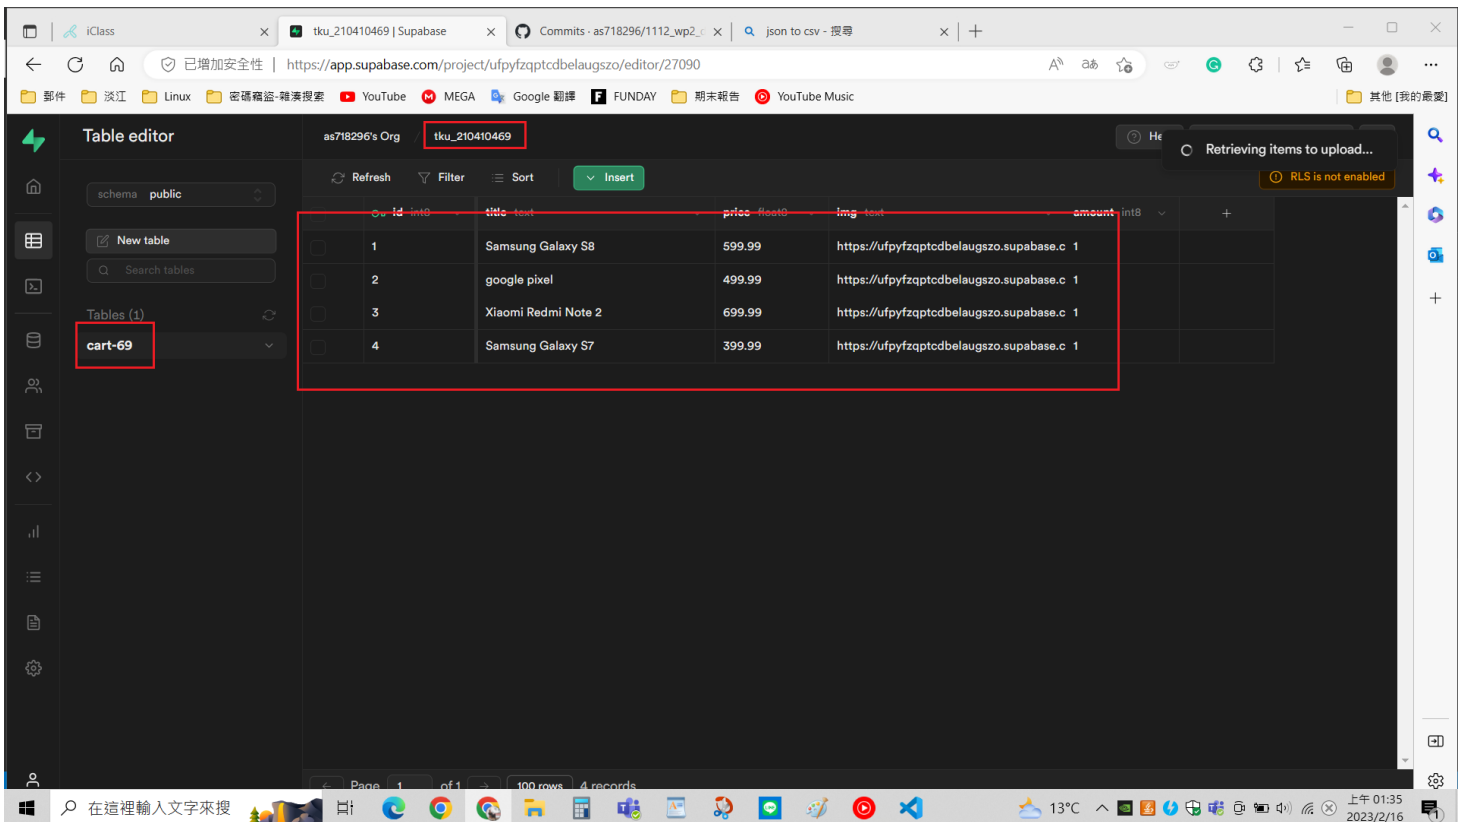 iClass
tku_210410469 | Supabase
Commits · as718296/1112_wp2_
json to csv - 搜尋
已增加安全性
https://app.supabase.com/project/ufpyfzqptcdbelaugszo/editor/27090
郵件
淡江
Linux
密碼竊盜-雜湊搜索
YouTube
MEGA
Google 翻譯
FUNDAY
期末報告
YouTube Music
其他 [我的最愛]
Table editor
as718296's Org / tku_210410469
He
Retrieving items to upload...
Refresh
Filter
Sort
Insert
RLS is not enabled
schema public
New table
Search tables
Tables (1)
cart-69
id int8 title text price float8 img text amount int8
1 Samsung Galaxy S8 599.99 https://ufpyfzqptcdbelaugszo.supabase.c 1
2 google pixel 499.99 https://ufpyfzqptcdbelaugszo.supabase.c 1
3 Xiaomi Redmi Note 2 699.99 https://ufpyfzqptcdbelaugszo.supabase.c 1
4 Samsung Galaxy S7 399.99 https://ufpyfzqptcdbelaugszo.supabase.c 1
Page 1 of 1 100 rows 4 records
在這裡輸入文字來搜
13°C
上午 01:35
2023/2/16